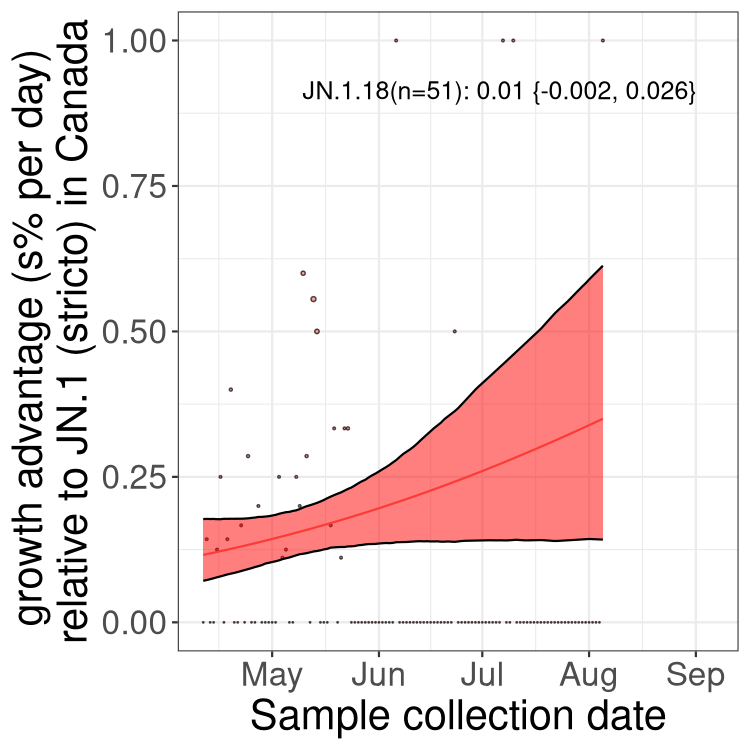 growth advantage (s% per day)
relative to JN.1 (stricto) in Canada
1.00
0.75
0.50
0.25
0.00
JN.1.18(n=51): 0.01 {-0.002, 0.026}
May Jun Jul Aug Sep
Sample collection date